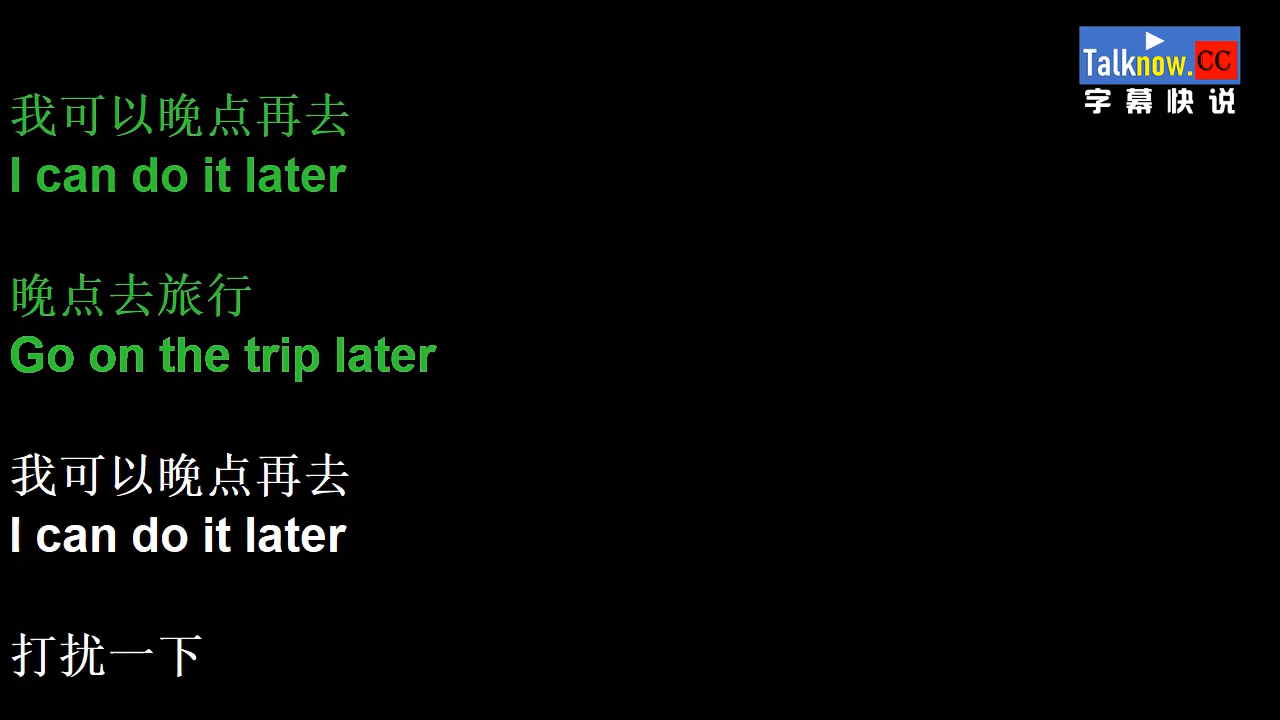 Talknow.CC
字幕快说
我可以晚点再去
I can do it later
晚点去旅行
Go on the trip later
我可以晚点再去
I can do it later
打扰一下